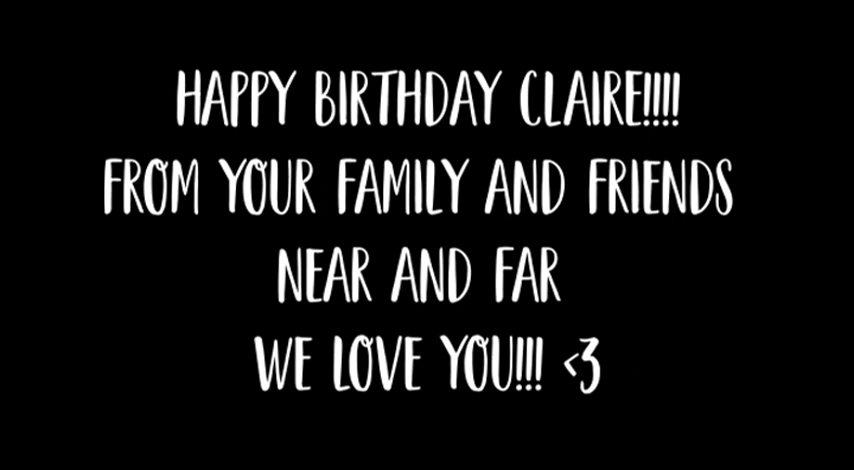 HAPPY BIRTHDAY CLAIRE!!!!
FROM YOUR FAMILY AND FRIENDS
NEAR AND FAR
WE LOVE YOU!!! <3